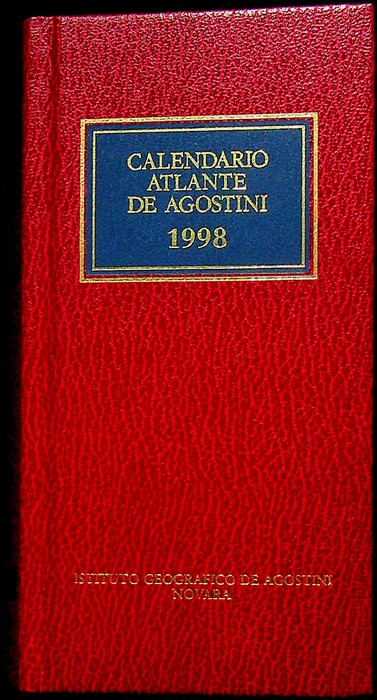 CALENDARIO
ATLANTE
DE AGOSTINI
1998
ISTITUTO GEOGRAFICO DE AGOSTINI
NOVARA